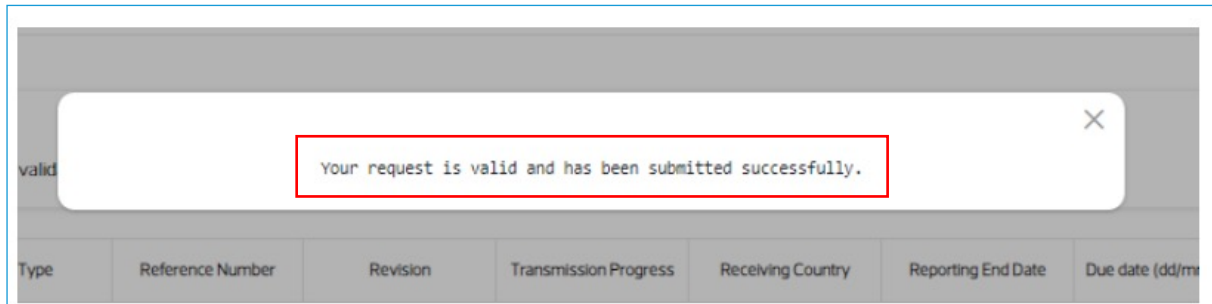 ×
valid
Your request is valid and has been submitted successfully.
Type Reference Number Revision Transmission Progress Receiving Country Reporting End Date Due date (dd/